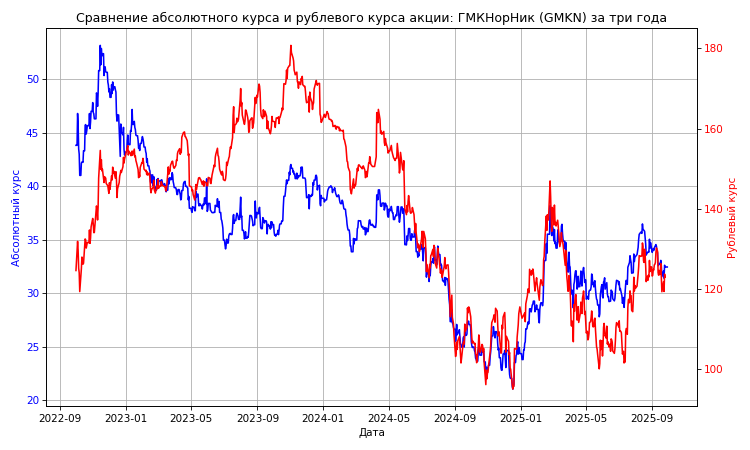 Сравнение абсолютного курса и рублевого курса акции: ГМКНорНик (GMKN) за три года
Абсолютный курс
50
45
40
35
30
25
20
180
160
140
120
100
Рублевый курс
2022-09 2023-01 2023-05 2023-09 2024-01 2024-05 2024-09 2025-01 2025-05 2025-09
Дата